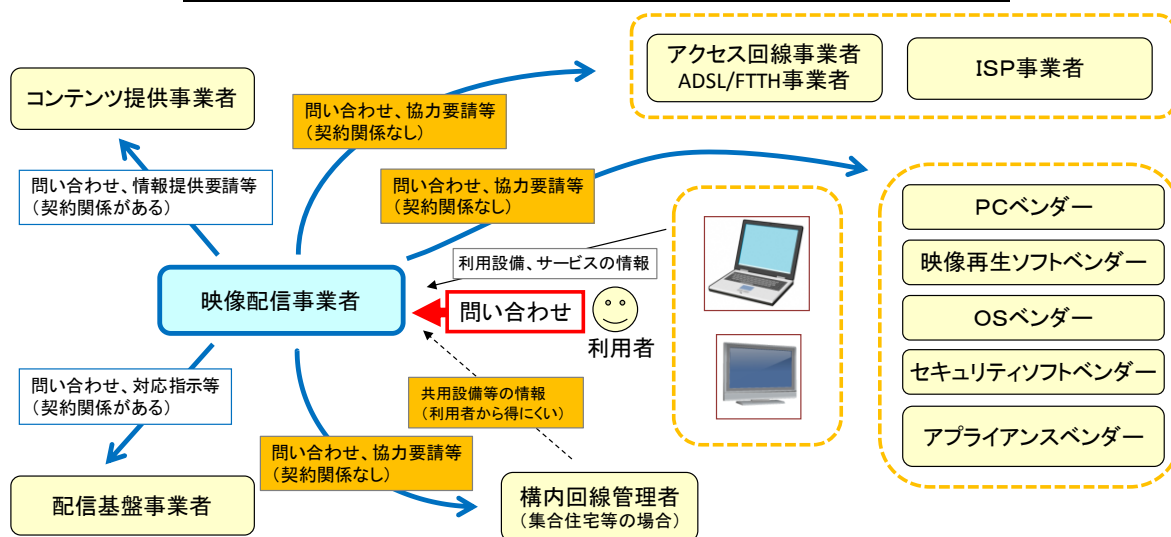 アクセス回線事業者
ADSL/FTTH事業者
ISP事業者
コンテンツ提供事業者
問い合わせ、協力要請等
(契約関係なし)
問い合わせ、情報提供要請等
(契約関係がある)
問い合わせ、協力要請等
(契約関係なし)
PCベンダー
映像再生ソフトベンダー
OSベンダー
セキュリティソフトベンダー
アプライアンスベンダー
利用設備、サービスの情報
映像配信事業者
問い合わせ
利用者
問い合わせ、対応指示等
(契約関係がある)
共用設備等の情報
(利用者から得にくい)
問い合わせ、協力要請等
(契約関係なし)
配信基盤事業者
構内回線管理者
(集合住宅等の場合)